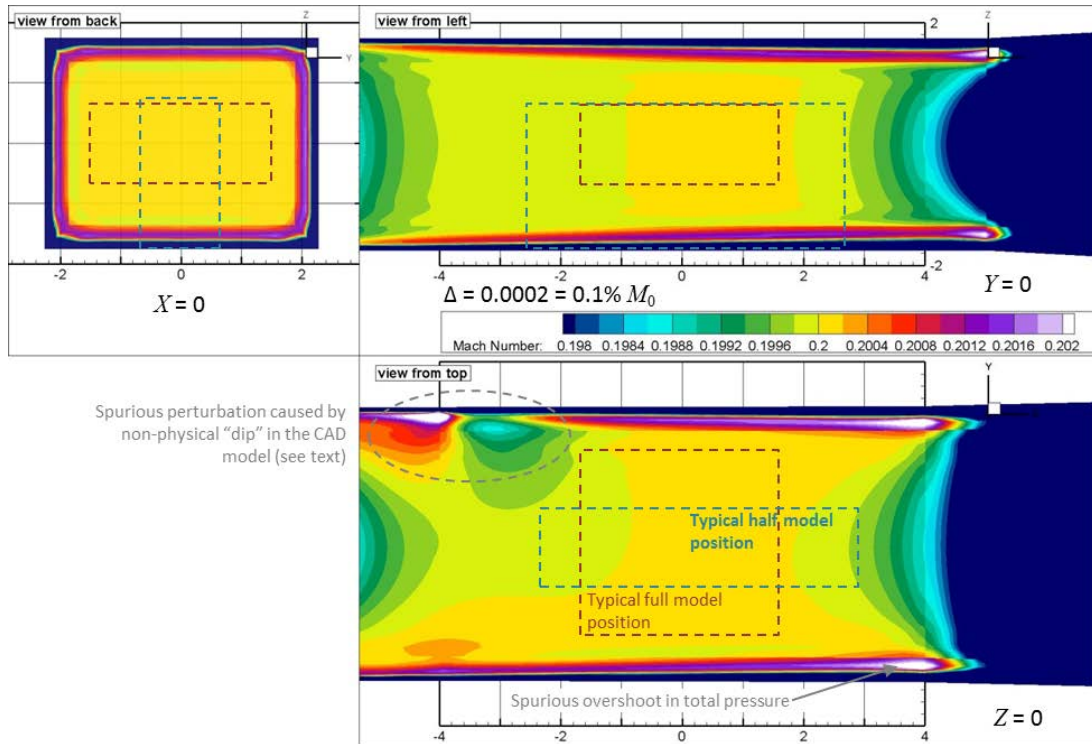 view from back
Z
Y
-2
0
2
X = 0
view from left
Z
2
-2
-4
-2
0
2
4
Δ = 0.0002 = 0.1% M0
Y = 0
Mach Number: 0.198 0.1984 0.1988 0.1992 0.1996 0.2 0.2004 0.2008 0.2012 0.2016 0.202
view from top
Y
Spurious perturbation caused by
non-physical “dip” in the CAD
model (see text)
Typical half model
position
Typical full model
position
Spurious overshoot in total pressure
-4
-2
0
2
4
Z = 0